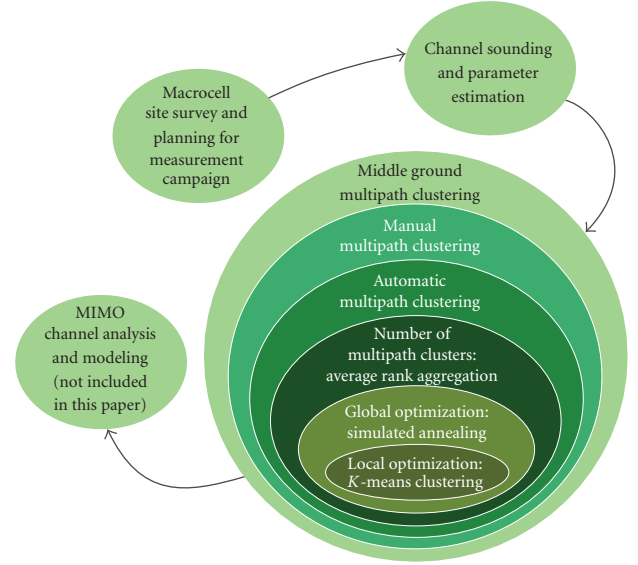 Macrocell
site survey and
planning for
measurement
campaign
Channel sounding
and parameter
estimation
Middle ground
multipath clustering
Manual
multipath clustering
Automatic
multipath clustering
Number of
multipath clusters:
average rank aggregation
Global optimization:
simulated annealing
Local optimization:
K-means clustering
MIMO
channel analysis
and modeling
(not included
in this paper)